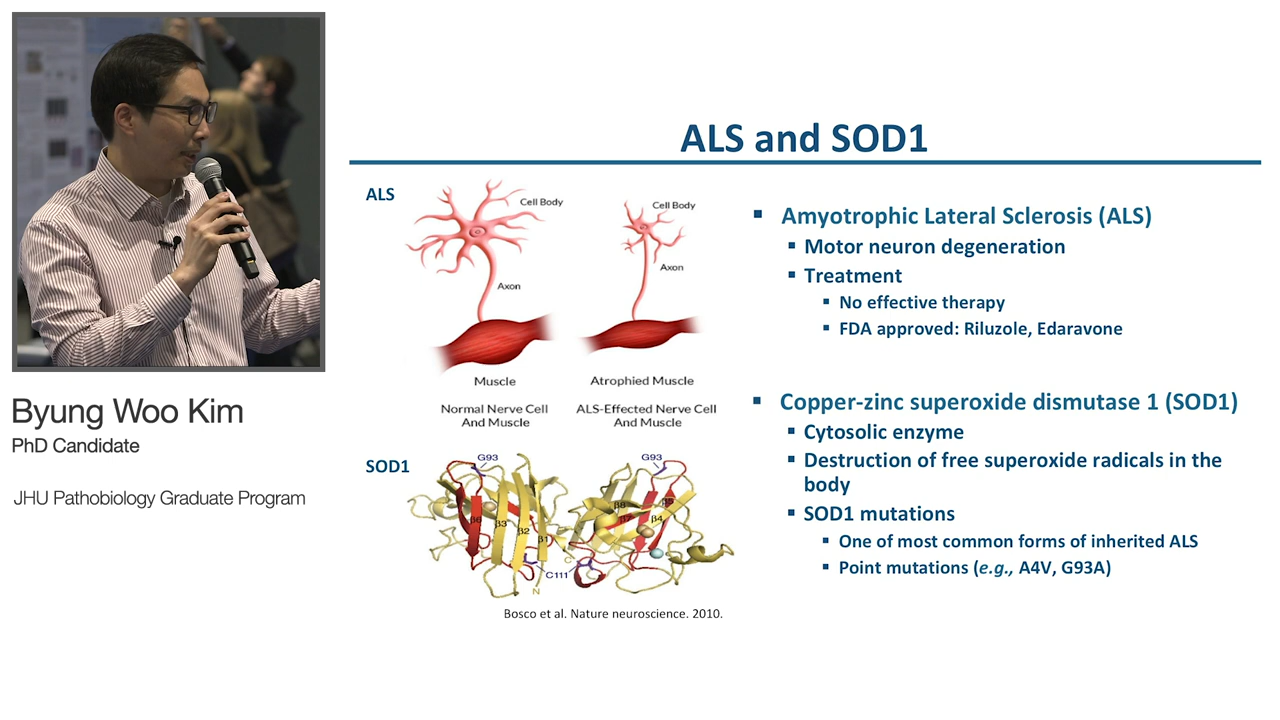 Byung Woo Kim
PhD Candidate
JHU Pathobiology Graduate Program
ALS and SOD1
ALS
Cell Body
Axon
Muscle
Normal Nerve Cell
And Muscle
Cell Body
Axon
Atrophied Muscle
ALS-Effected Nerve Cell
And Muscle
SOD1
G93
G93
β6
β3
β2
β1
β8
β7
β4
β5
C111
C
N
Bosco et al. Nature neuroscience. 2010.
▪ Amyotrophic Lateral Sclerosis (ALS)
▪ Motor neuron degeneration
▪ Treatment
▪ No effective therapy
▪ FDA approved: Riluzole, Edaravone
▪ Copper-zinc superoxide dismutase 1 (SOD1)
▪ Cytosolic enzyme
▪ Destruction of free superoxide radicals in the
body
▪ SOD1 mutations
▪ One of most common forms of inherited ALS
▪ Point mutations (e.g., A4V, G93A)